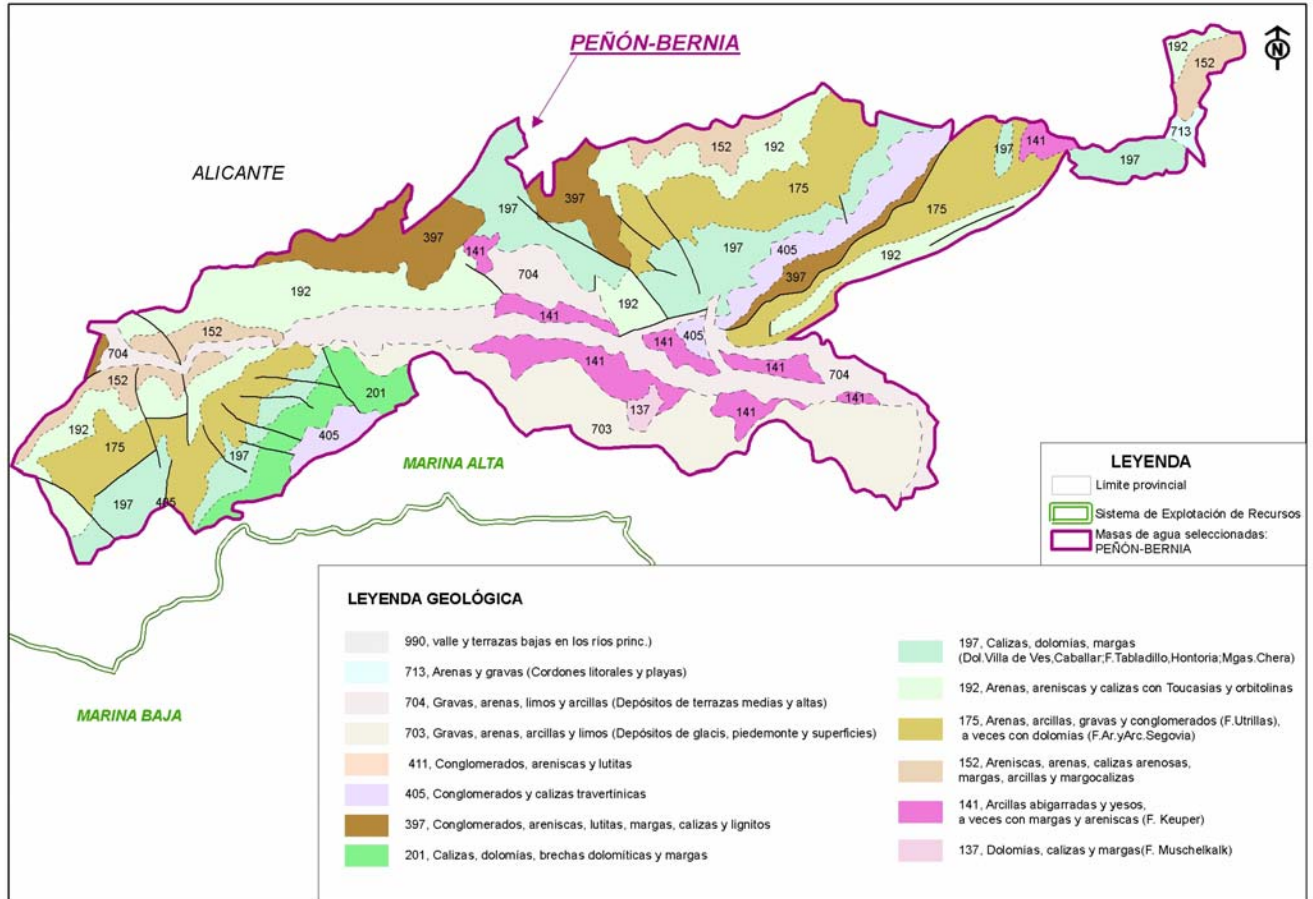 PEÑÓN-BERNIA
N
ALICANTE
192
152
713
197
152
192
197
141
175
175
397
197
397
141
704
197
405
397
192
192
192
141
152
704
141
141
405
141
704
152
201
137
141
141
192
175
197
405
703
197
405
MARINA ALTA
MARINA BAJA
LEYENDA
Límite provincial
Sistema de Explotación de Recursos
Masas de agua seleccionadas:
PEÑÓN-BERNIA
LEYENDA GEOLÓGICA
990, valle y terrazas bajas en los ríos princ.)
713, Arenas y gravas (Cordones litorales y playas)
704, Gravas, arenas, limos y arcillas (Depósitos de terrazas medias y altas)
703, Gravas, arenas, arcillas y limos (Depósitos de glacis, piedemonte y superficies)
411, Conglomerados, areniscas y lutitas
405, Conglomerados y calizas travertínicas
397, Conglomerados, areniscas, lutitas, margas, calizas y lignitos
201, Calizas, dolomías, brechas dolomíticas y margas
197, Calizas, dolomías, margas
(Dol.Villa de Ves,Caballar;F.Tabladillo,Hontoria;Mgas.Chera)
192, Arenas, areniscas y calizas con Toucasias y orbitolinas
175, Arenas, arcillas, gravas y conglomerados (F.Utrillas),
a veces con dolomías (F.Ar.yArc.Segovia)
152, Areniscas, arenas, calizas arenosas,
margas, arcillas y margocalizas
141, Arcillas abigarradas y yesos,
a veces con margas y areniscas (F. Keuper)
137, Dolomías, calizas y margas(F. Muschelkalk)